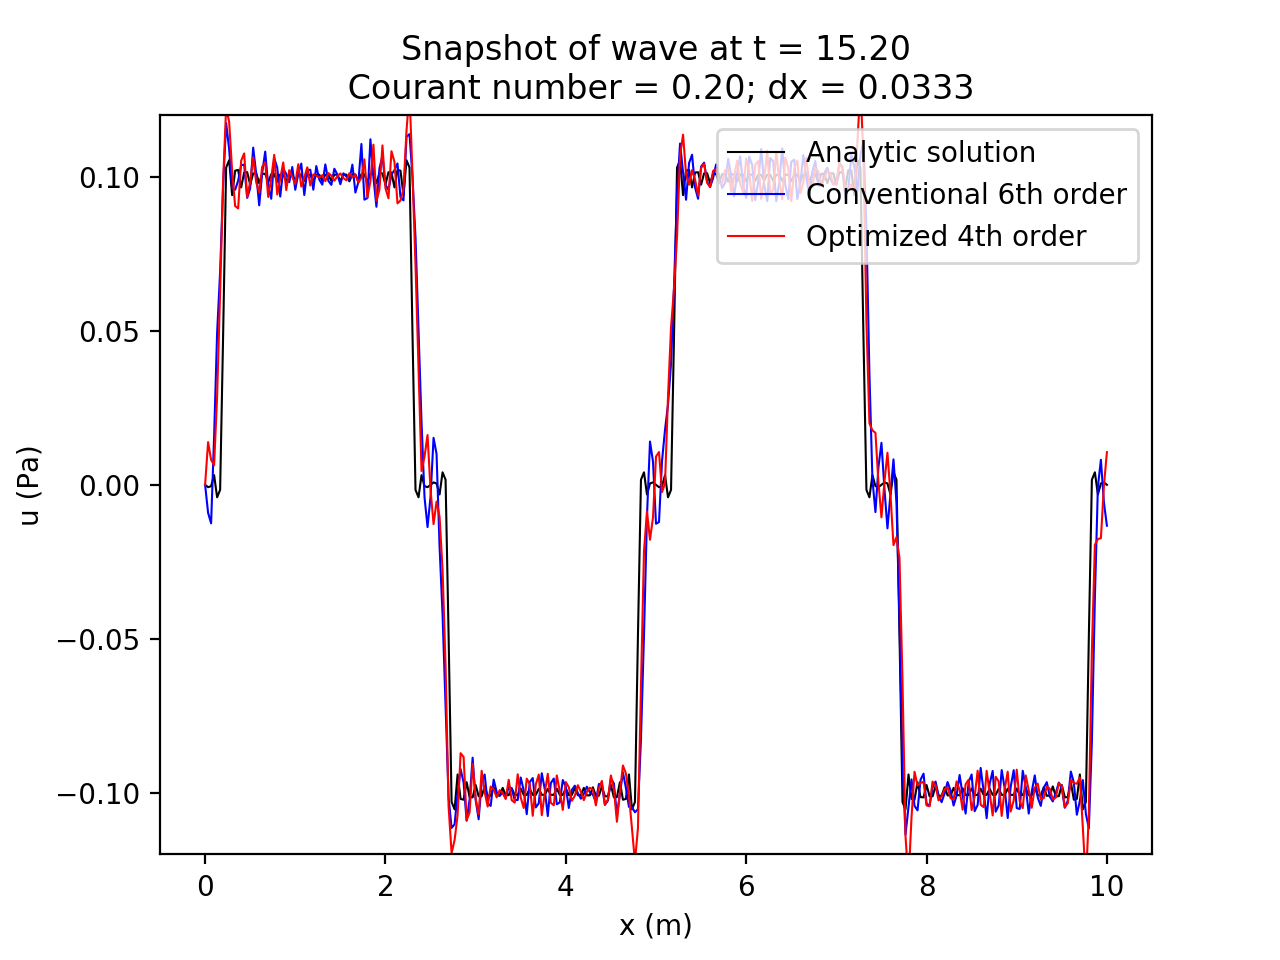 Snapshot of wave at t = 15.20
Courant number = 0.20; dx = 0.0333
Analytic solution
Conventional 6th order
Optimized 4th order
0.10
0.05
0.00
−0.05
−0.10
u (Pa)
0 2 4 6 8 10
x (m)